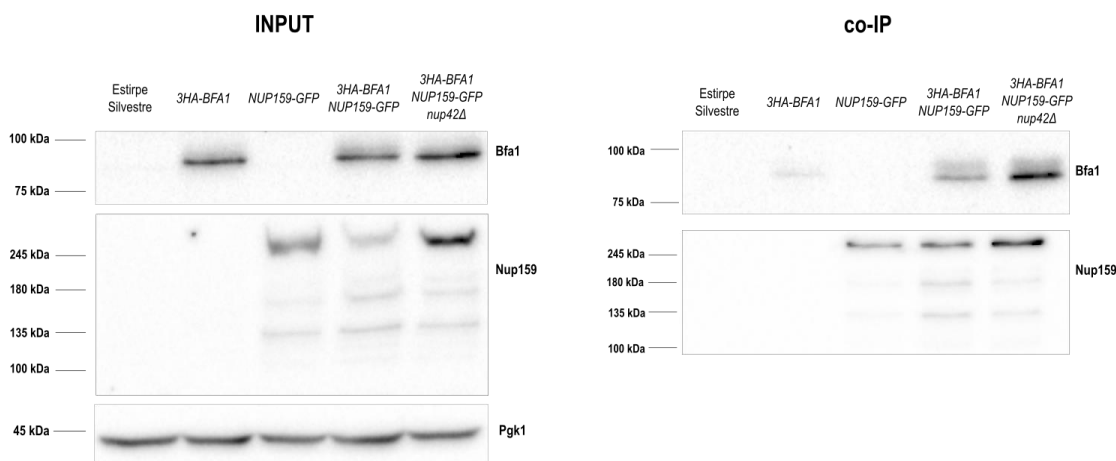 INPUT
Estirpe
Silvestre
3HA-BFA1
NUP159-GFP
3HA-BFA1
NUP159-GFP
3HA-BFA1
NUP159-GFP
nup42Δ
100 kDa
75 kDa
Bfa1
245 kDa
180 kDa
135 kDa
100 kDa
Nup159
45 kDa
Pgk1
co-IP
Estirpe
Silvestre
3HA-BFA1
NUP159-GFP
3HA-BFA1
NUP159-GFP
3HA-BFA1
NUP159-GFP
nup42Δ
100 kDa
75 kDa
Bfa1
245 kDa
180 kDa
135 kDa
100 kDa
Nup159